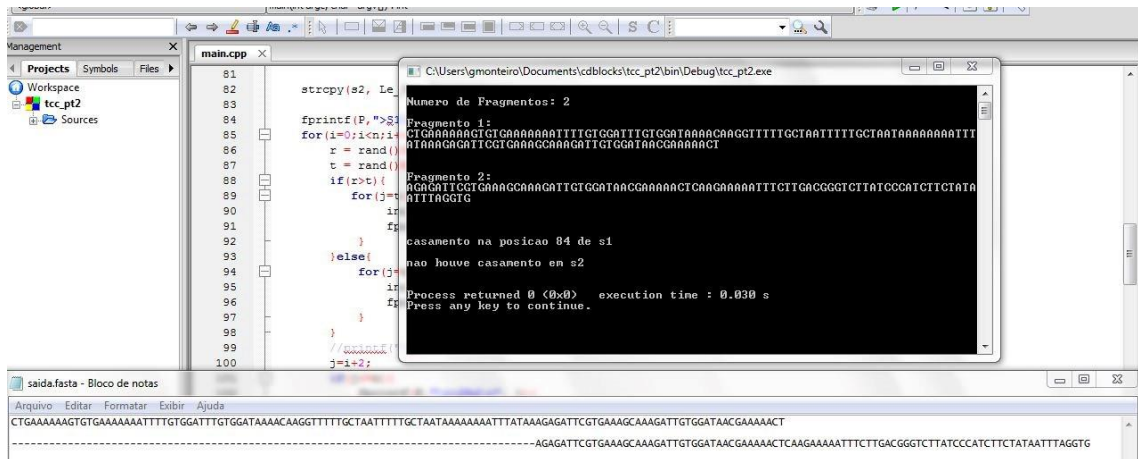 Management
main.cpp
Projects Symbols Files
Workspace
tcc_pt2
Sources
81
82 strcpy(s2, Le_
83
84 fprintf(P,">S1
85 for(i=0;i<n;i+
86 r = rand()
87 t = rand()
88 if(r>t){
89 for(j=t
90 in
91 fp
92 }
93 }else{
94 for(j=
95 in
96 fp
97 }
98 }
99 //printf("
100 j=i+2;
C:\Users\gmonteiro\Documents\cdblocks\tcc_pt2\bin\Debug\tcc_pt2.exe
Numero de Fragmentos: 2
Fragmento 1:
CTGAAAAAAGTGTGAAAAAAATTTTGTGGATTTGTGGATAAAACAAGGTTTTTGCTAATTTTTGCTAATAAAAAAAATTT
ATAAAGAGATTCGTGAAAGCAAAGATTGTGGATAACGAAAAACT
Fragmento 2:
AGAGATTCGTGAAAGCAAAGATTGTGGATAACGAAAAACTCAAGAAAAATTTCTTGACGGGTCTTATCCCATCTTCTATA
ATTTAGGTG
casamento na posicao 84 de s1
nao houve casamento em s2
Process returned 0 (0x0) execution time : 0.030 s
Press any key to continue.
saida.fasta - Bloco de notas
Arquivo Editar Formatar Exibir Ajuda
CTGAAAAAAGTGTGAAAAAAATTTTGTGGATTTGTGGATAAAACAAGGTTTTTGCTAATTTTTGCTAATAAAAAAAATTTATAAAGAGATTCGTGAAAGCAAAGATTGTGGATAACGAAAAACT
------------------------------------------------------------------------------------AGAGATTCGTGAAAGCAAAGATTGTGGATAACGAAAAACTCAAGAAAAATTTCTTGACGGGTCTTATCCCATCTTCTATAATTTAGGTG